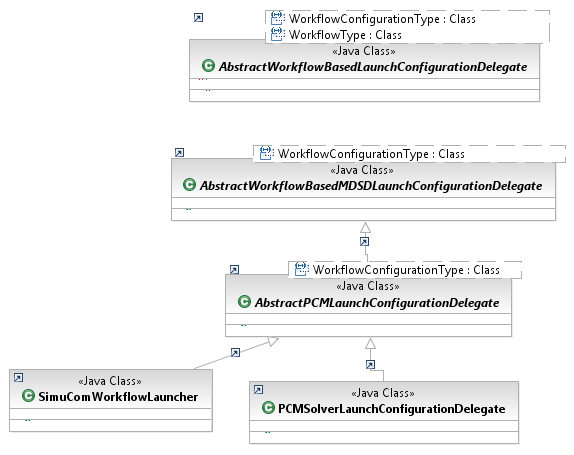 WorkflowConfigurationType : Class
WorkflowType : Class
«Java Class»
AbstractWorkflowBasedLaunchConfigurationDelegate
WorkflowConfigurationType : Class
«Java Class»
AbstractWorkflowBasedMDSDLaunchConfigurationDelegate
WorkflowConfigurationType : Class
«Java Class»
AbstractPCMLaunchConfigurationDelegate
«Java Class»
SimuComWorkflowLauncher
«Java Class»
PCMSolverLaunchConfigurationDelegate